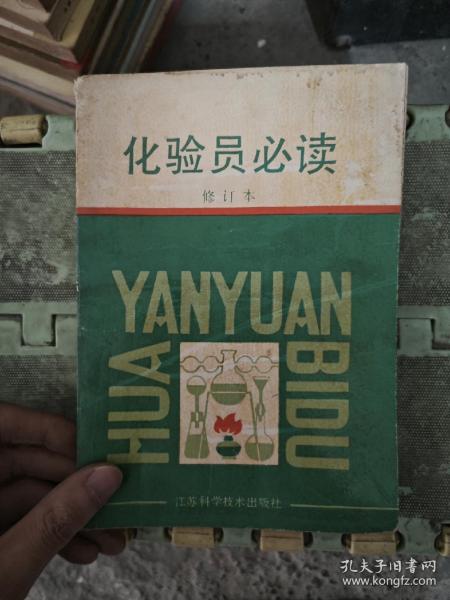 化验员必读
修订本
HUA
YANYUAN
BIDU
江苏科学技术出版社
孔夫子旧书网
www.kongfz.com